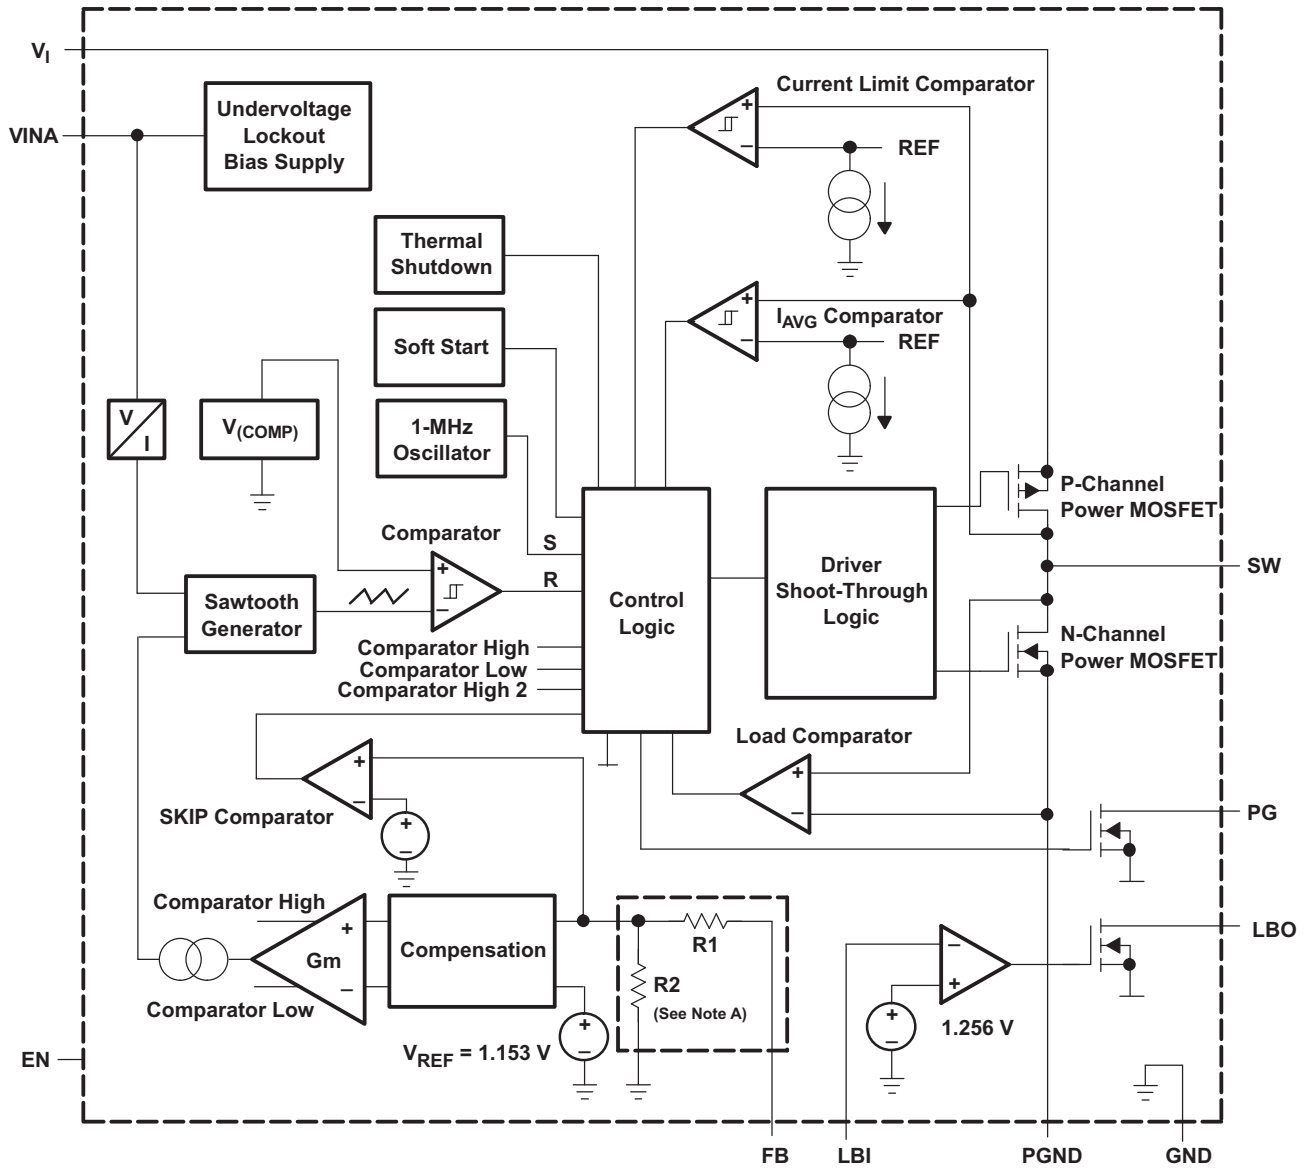 V_I
Current Limit Comparator
Undervoltage
Lockout
Bias Supply
VINA
+
−
REF
Thermal
Shutdown
+
I_AVG Comparator
−
REF
Soft Start
V
I
V(COMP)
1-MHz
Oscillator
P-Channel
Power MOSFET
Comparator
S
+
R
−
SW
Driver
Shoot-Through
Logic
Control
Logic
Sawtooth
Generator
N-Channel
Power MOSFET
Comparator High
Comparator Low
Comparator High 2
Load Comparator
+
−
+
−
SKIP Comparator
+
−
PG
Comparator High
+
Gm
−
Comparator Low
Compensation
R1
R2
(See Note A)
LBO
−
+
+
−
1.256 V
V_REF = 1.153 V
+
−
EN
FB
LBI
PGND
GND